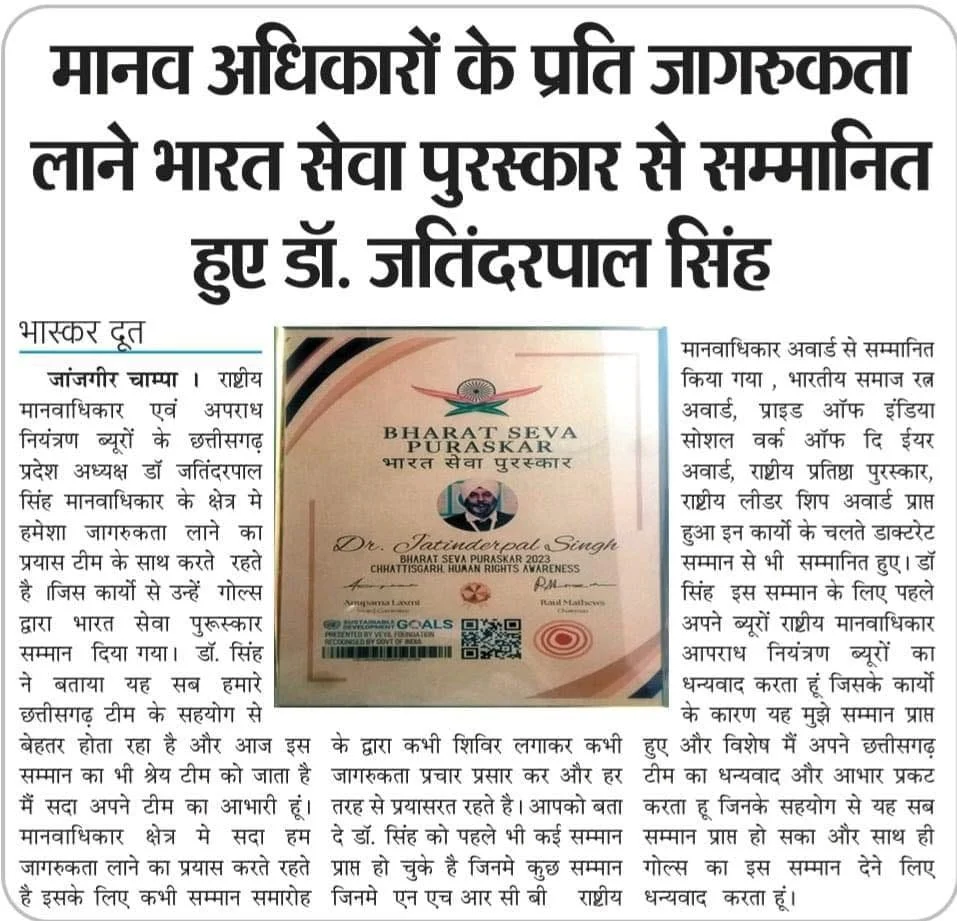 मानव अधिकारों के प्रति जागरुकता
लाने भारत सेवा पुरस्कार से सम्मानित
हुए डॉ. जतिंदरपाल सिंह
भास्कर दूत
जांजगीर चाम्पा । राष्ट्रीय
मानवाधिकार एवं अपराध
नियंत्रण ब्यूरों के छत्तीसगढ़
प्रदेश अध्यक्ष डॉ जतिंदरपाल
सिंह मानवाधिकार के क्षेत्र मे
हमेशा जागरुकता लाने का
प्रयास टीम के साथ करते रहते
है ।जिस कार्यो से उन्हें गोल्स
द्वारा भारत सेवा पुरूस्कार
सम्मान दिया गया। डॉ. सिंह
ने बताया यह सब हमारे
छत्तीसगढ़ टीम के सहयोग से
बेहतर होता रहा है और आज इस
सम्मान का भी श्रेय टीम को जाता है
मैं सदा अपने टीम का आभारी हूं।
मानवाधिकार क्षेत्र मे सदा हम
जागरुकता लाने का प्रयास करते रहते
है इसके लिए कभी सम्मान समारोह
BHARAT SEVA
PURASKAR
भारत सेवा पुरस्कार
Dr. Jatinderpal Singh
BHARAT SEVA PURASKAR 2023
CHHATTISGARH, HUMAN RIGHTS AWARENESS
Anupama Laxmi
Raul Mathews
Chairman
SUSTAINABLE
DEVELOPMENT GOALS
PRESENTED BY VEYIL FOUNDATION
RECOGNISED BY GOVT OF INDIA
के द्वारा कभी शिविर लगाकर कभी
जागरुकता प्रचार प्रसार कर और हर
तरह से प्रयासरत रहते है। आपको बता
दे डॉ. सिंह को पहले भी कई सम्मान
प्राप्त हो चुके है जिनमे कुछ सम्मान
जिनमे एन एच आर सी बी राष्ट्रीय
मानवाधिकार अवार्ड से सम्मानित
किया गया , भारतीय समाज रत्न
अवार्ड, प्राइड ऑफ इंडिया
सोशल वर्क ऑफ दि ईयर
अवार्ड, राष्ट्रीय प्रतिष्ठा पुरस्कार,
राष्ट्रीय लीडर शिप अवार्ड प्राप्त
हुआ इन कार्यो के चलते डाक्टरेट
सम्मान से भी सम्मानित हुए। डॉ
सिंह इस सम्मान के लिए पहले
अपने ब्यूरों राष्ट्रीय मानवाधिकार
आपराध नियंत्रण ब्यूरों का
धन्यवाद करता हूं जिसके कार्यो
के कारण यह मुझे सम्मान प्राप्त
हुए और विशेष मैं अपने छत्तीसगढ़
टीम का धन्यवाद और आभार प्रकट
करता हू जिनके सहयोग से यह सब
सम्मान प्राप्त हो सका और साथ ही
गोल्स का इस सम्मान देने लिए
धन्यवाद करता हूं।